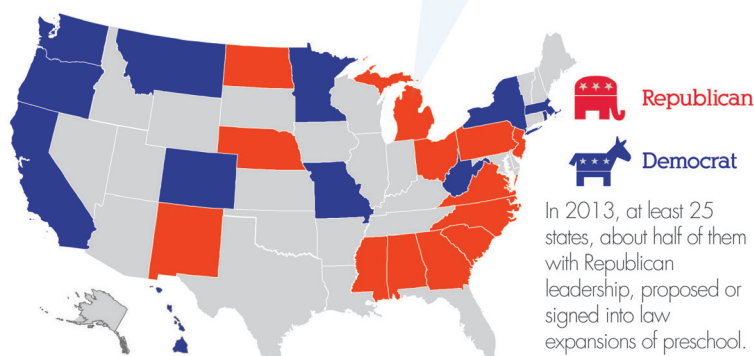 Republican
Democrat
In 2013, at least 25
states, about half of them
with Republican
leadership, proposed or
signed into law
expansions of preschool.